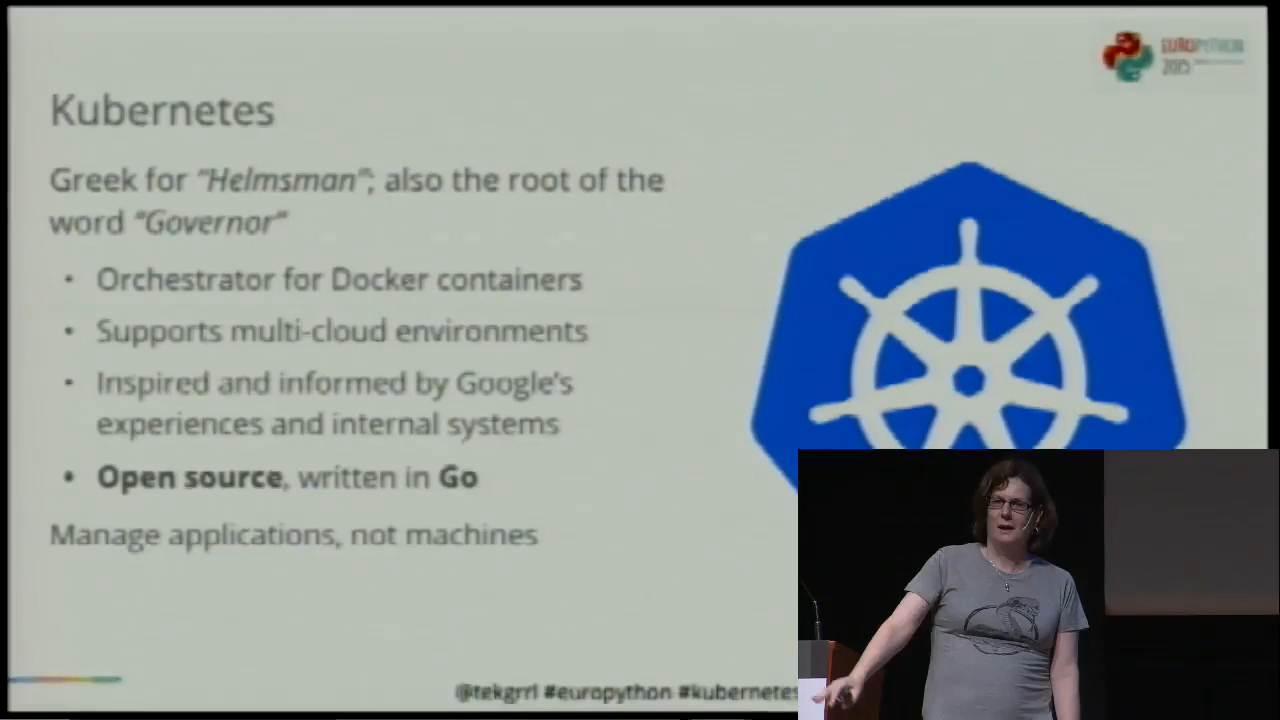 EUROPYTHON
2015
Kubernetes
Greek for “Helmsman”; also the root of the
word “Governor”
• Orchestrator for Docker containers
• Supports multi-cloud environments
• Inspired and informed by Google’s
experiences and internal systems
• Open source, written in Go
Manage applications, not machines
@tekgrrl #europython #kubernetes